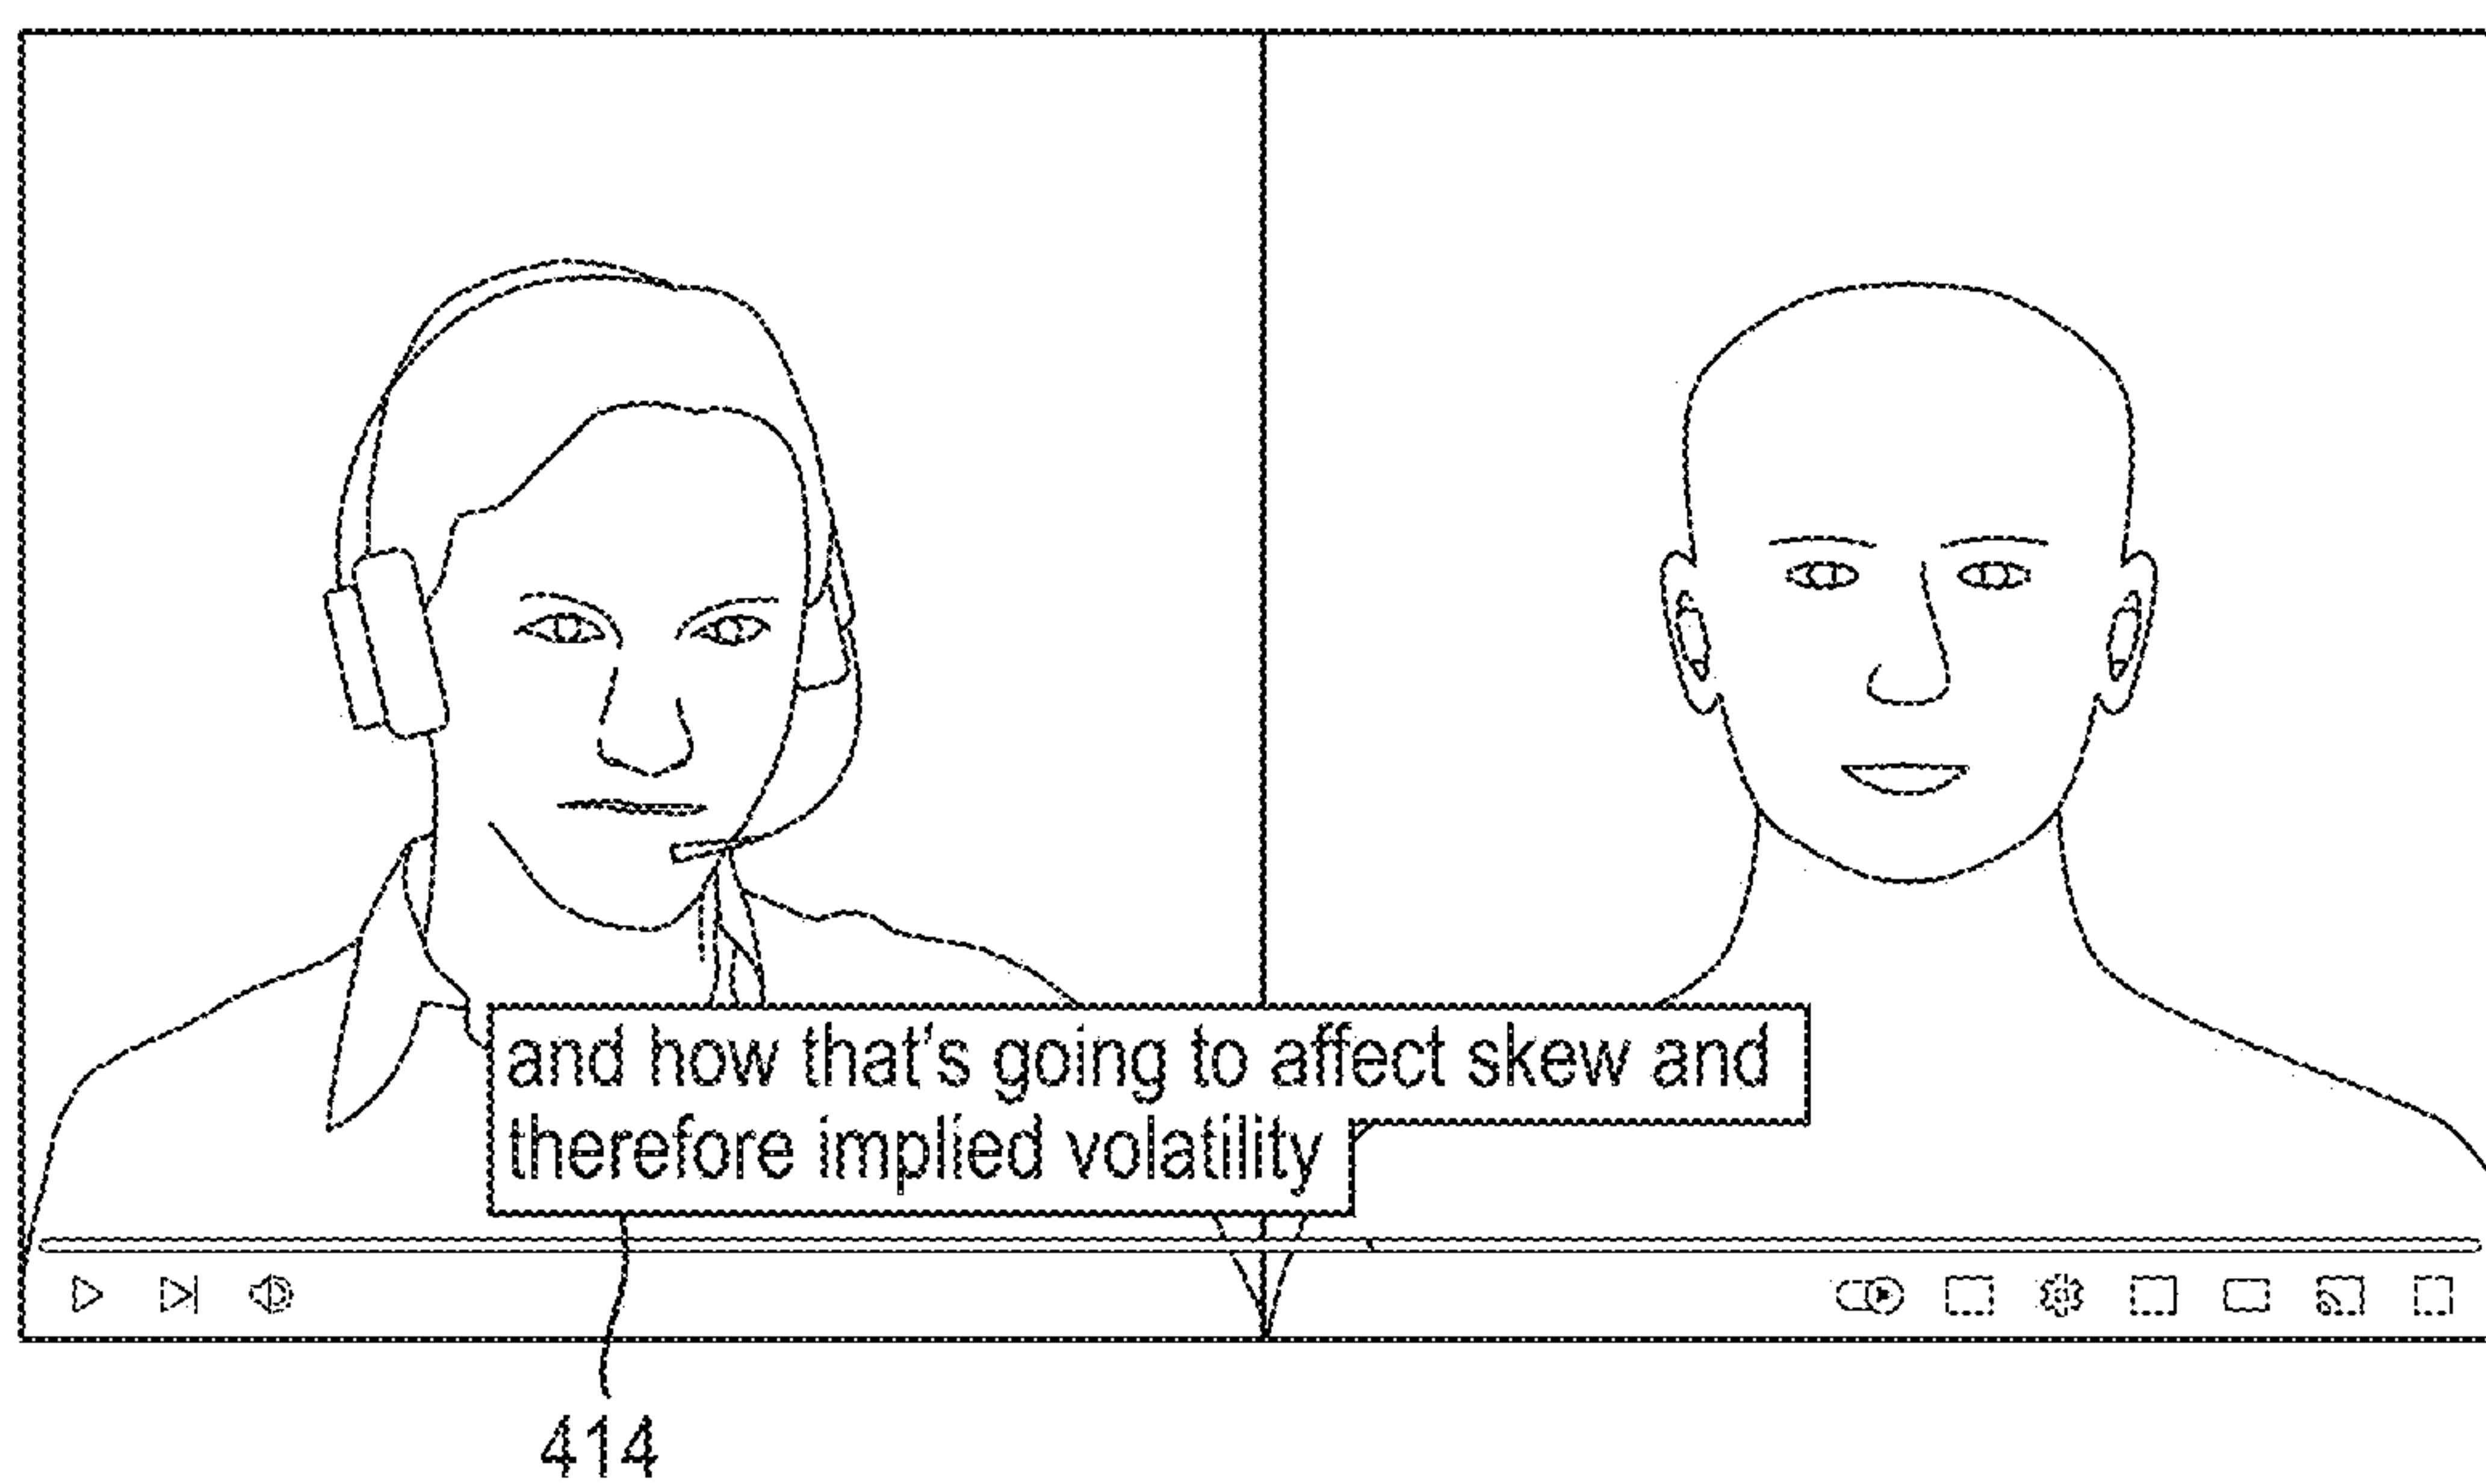 and how that's going to affect skew and
therefore implied volatility
414